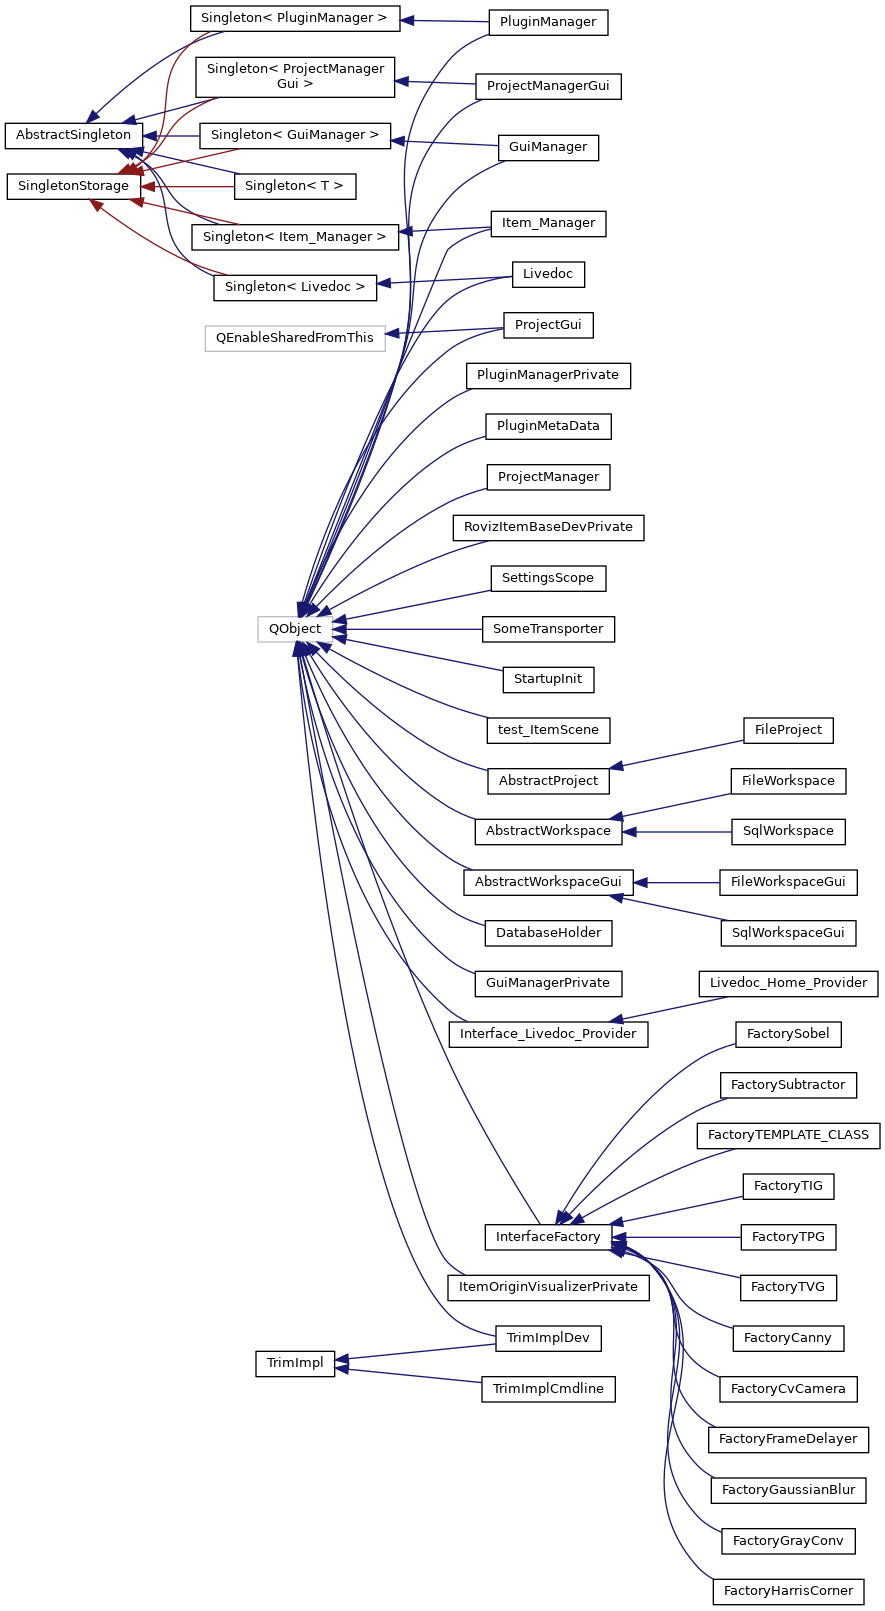 Singleton< PluginManager >
PluginManager
Singleton< ProjectManager
Gui >
ProjectManagerGui
AbstractSingleton
Singleton< GuiManager >
GuiManager
SingletonStorage
Singleton< T >
Item_Manager
Singleton< Item_Manager >
Livedoc
Singleton< Livedoc >
ProjectGui
QEnableSharedFromThis
PluginManagerPrivate
PluginMetaData
ProjectManager
RovizItemBaseDevPrivate
SettingsScope
QObject
SomeTransporter
StartupInit
test_ItemScene
FileProject
AbstractProject
FileWorkspace
AbstractWorkspace
SqlWorkspace
AbstractWorkspaceGui
FileWorkspaceGui
DatabaseHolder
SqlWorkspaceGui
GuiManagerPrivate
Livedoc_Home_Provider
Interface_Livedoc_Provider
FactorySobel
FactorySubtractor
FactoryTEMPLATE_CLASS
FactoryTIG
InterfaceFactory
FactoryTPG
ItemOriginVisualizerPrivate
FactoryTVG
TrimImplDev
FactoryCanny
TrimImpl
TrimImplCmdline
FactoryCvCamera
FactoryFrameDelayer
FactoryGaussianBlur
FactoryGrayConv
FactoryHarrisCorner